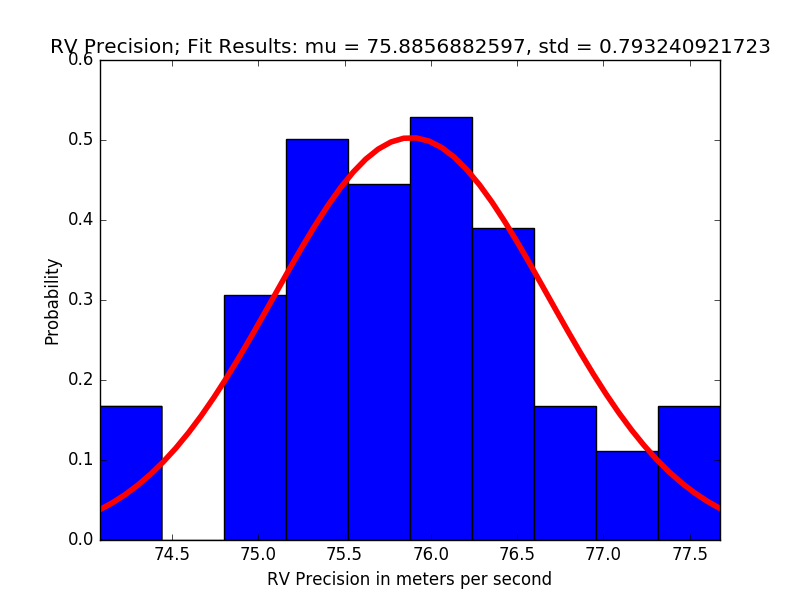 RV Precision; Fit Results: mu = 75.8856882597, std = 0.793240921723
0.6
0.5
0.4
0.3
0.2
0.1
0.0
Probability
74.5 75.0 75.5 76.0 76.5 77.0 77.5
RV Precision in meters per second